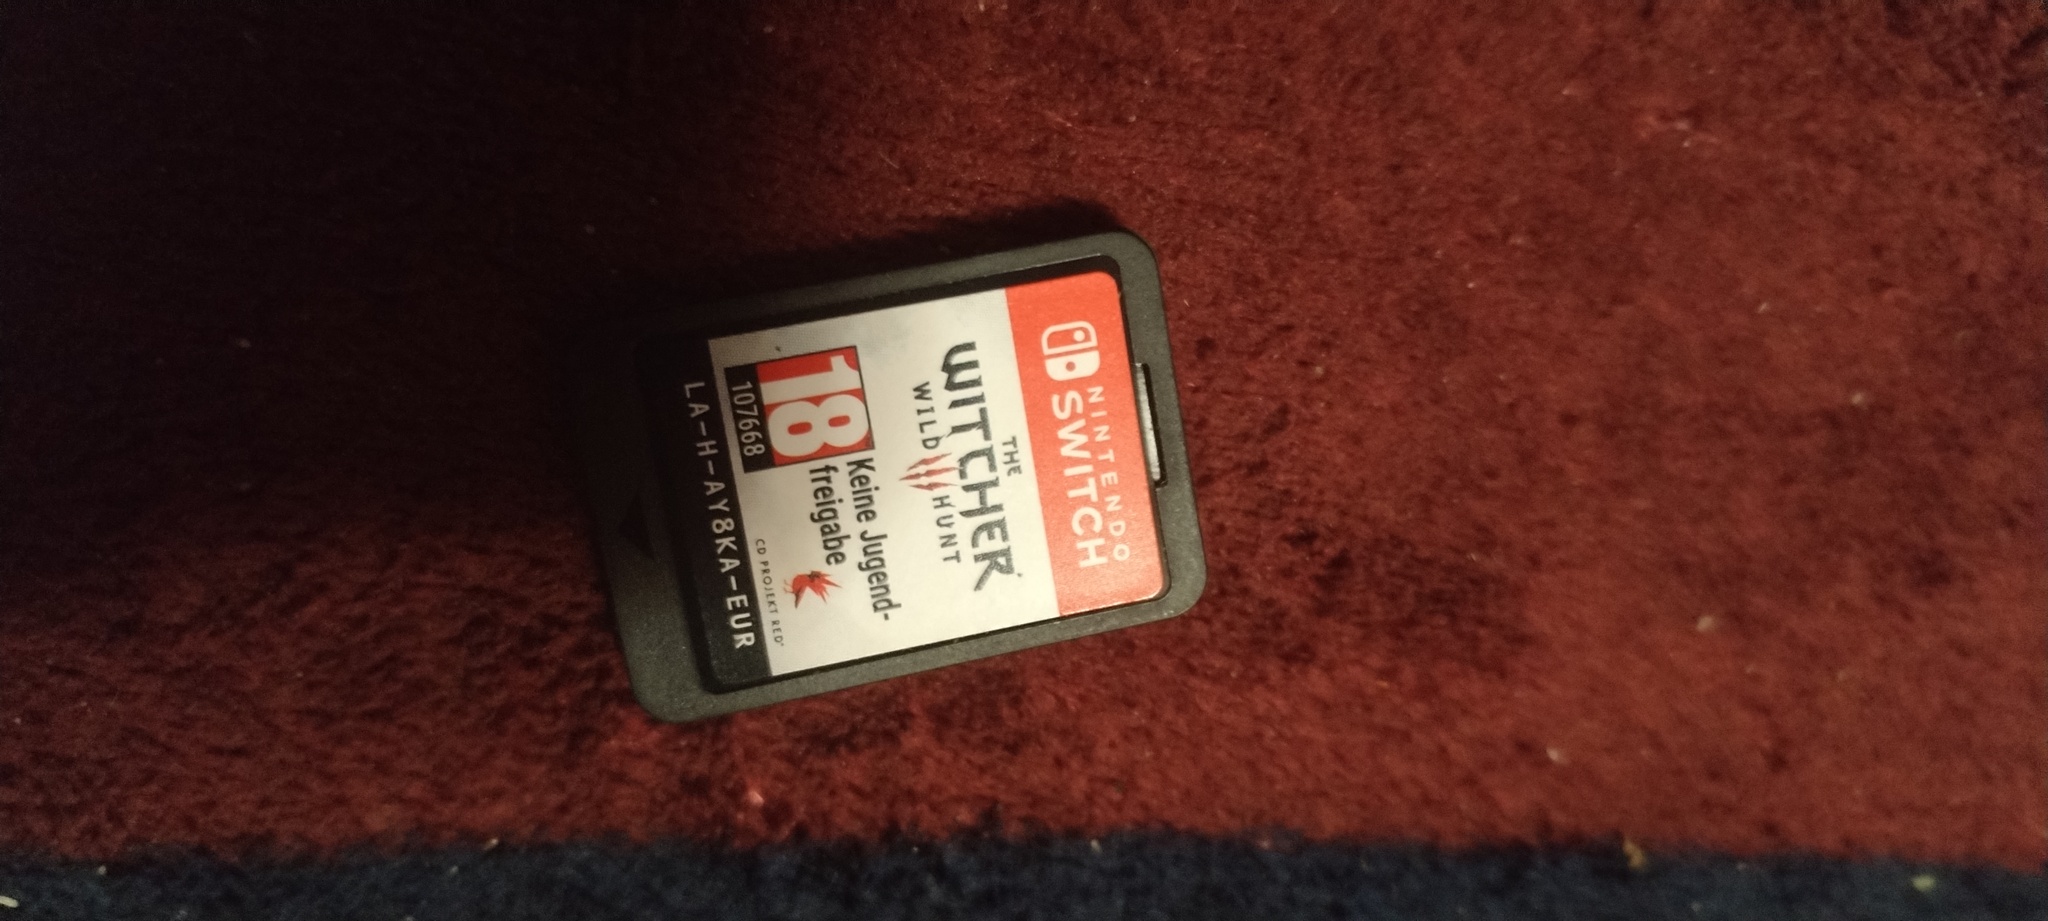 NINTENDO
SWITCH
THE
WITCHER
WILD HUNT
18
Keine Jugend-
freigabe
107668
CD PROJEKT RED
LA-H-AY8KA-EUR